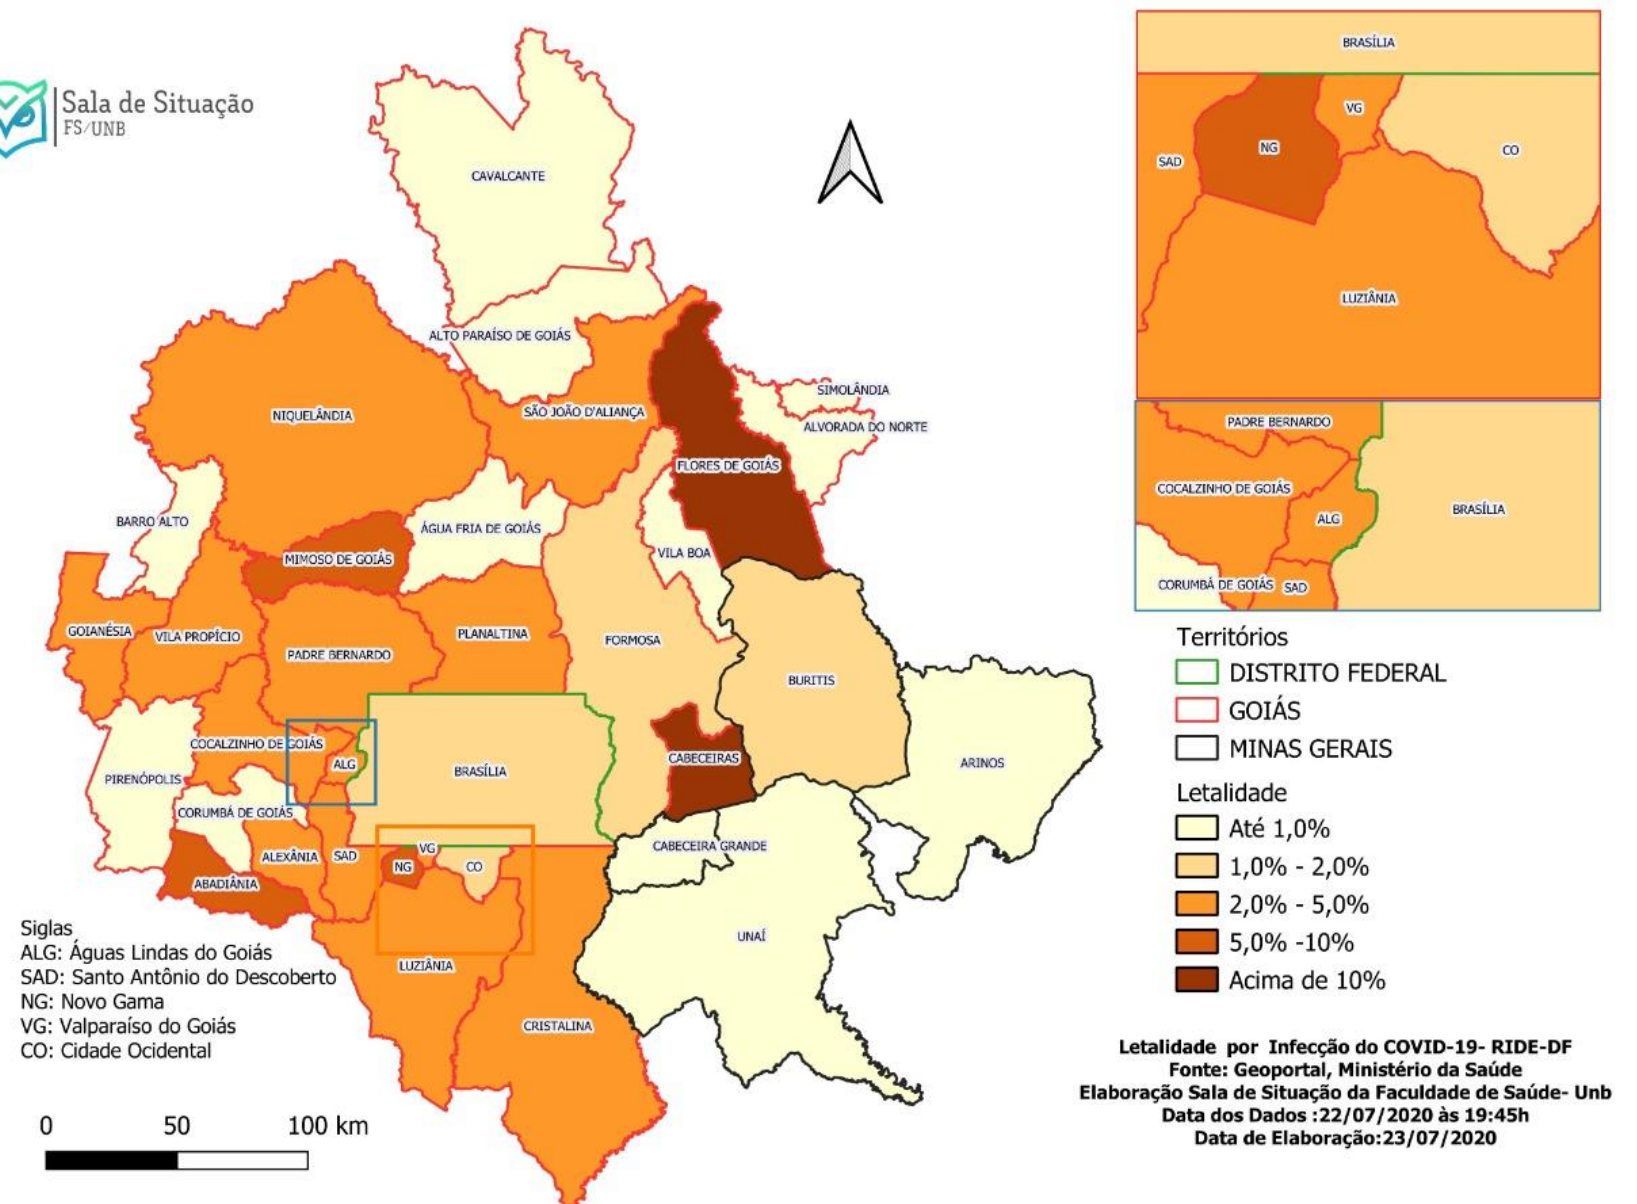 Sala de Situação
FS/UNB
CAVALCANTE
ALTO PARAÍSO DE GOIÁS
SIMOLÂNDIA
NIQUELÂNDIA
SÃO JOÃO D'ALIANÇA
ALVORADA DO NORTE
FLORES DE GOIÁS
BARRO ALTO
ÁGUA FRIA DE GOIÁS
MIMOSO DE GOIÁS
VILA BOA
GOIANÉSIA
VILA PROPÍCIO
PLANALTINA
FORMOSA
PADRE BERNARDO
BURITIS
COCALZINHO DE GOIÁS
CABECEIRAS
ALG
BRASÍLIA
ARINOS
PIRENÓPOLIS
CORUMBÁ DE GOIÁS
VG
CABECEIRA GRANDE
ALEXÂNIA
SAD
NG
CO
ABADIÂNIA
UNAÍ
LUZIÂNIA
CRISTALINA
Siglas
ALG: Águas Lindas do Goiás
SAD: Santo Antônio do Descoberto
NG: Novo Gama
VG: Valparaíso do Goiás
CO: Cidade Ocidental
0 50 100 km
BRASÍLIA
VG
NG
CO
SAD
LUZIÂNIA
PADRE BERNARDO
COCALZINHO DE GOIÁS
BRASÍLIA
ALG
CORUMBÁ DE GOIÁS
SAD
Territórios
DISTRITO FEDERAL
GOIÁS
MINAS GERAIS
Letalidade
Até 1,0%
1,0% - 2,0%
2,0% - 5,0%
5,0% -10%
Acima de 10%
Letalidade por Infecção do COVID-19- RIDE-DF
Fonte: Geoportal, Ministério da Saúde
Elaboração Sala de Situação da Faculdade de Saúde- Unb
Data dos Dados :22/07/2020 às 19:45h
Data de Elaboração:23/07/2020